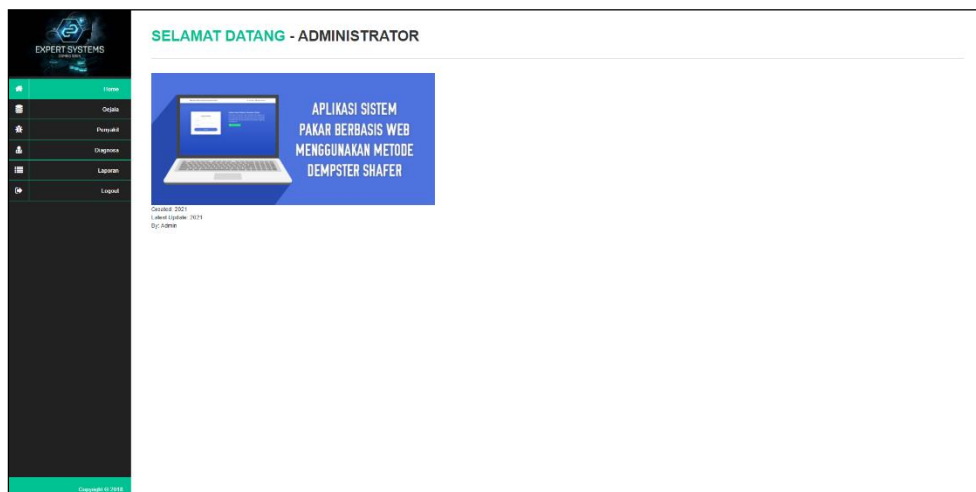 EXPERT SYSTEMS
SELAMAT DATANG - ADMINISTRATOR
Home
Gejala
Penyakit
Diagnosa
Laporan
Logout
APLIKASI SISTEM
PAKAR BERBASIS WEB
MENGGUNAKAN METODE
DEMPSTER SHAFER
Created: 2021
Latest Update: 2021
By: Admin
Copyright © 2018